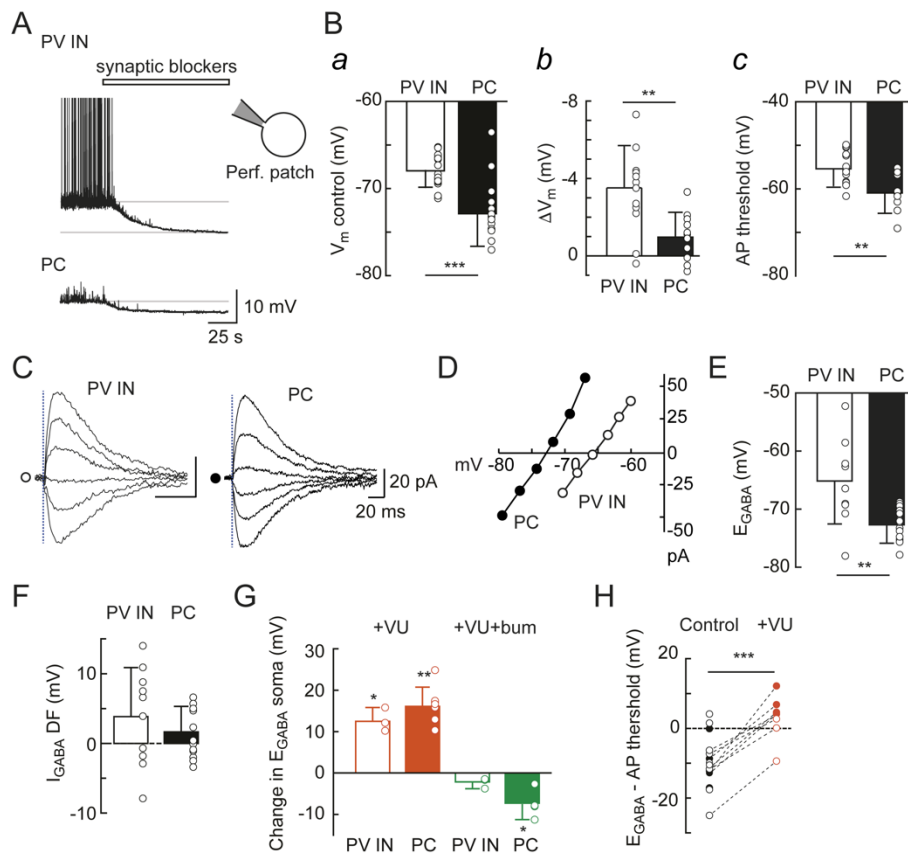 A
PV IN
synaptic blockers
Perf. patch
PC
10 mV
25 s
B
a
PV IN PC
-60
-70
-80
Vm control (mV)
***
b
-8
-4
0
ΔVm (mV)
**
PV IN PC
c
PV IN PC
-40
-60
-80
AP threshold (mV)
**
C
PV IN
PC
20 pA
20 ms
D
mV -80 -70 -60
50
25
0
-25
-50
pA
PV IN
PC
E
PV IN PC
-50
-60
-70
-80
EGABA (mV)
**
F
PV IN PC
10
0
-10
IGABA DF (mV)
G
+VU +VU+bum
30
20
10
0
-10
Change in EGABA soma (mV)
*
**
*
PV IN PC PV IN PC
H
Control +VU
***
20
10
0
-10
-20
-30
EGABA - AP thershold (mV)